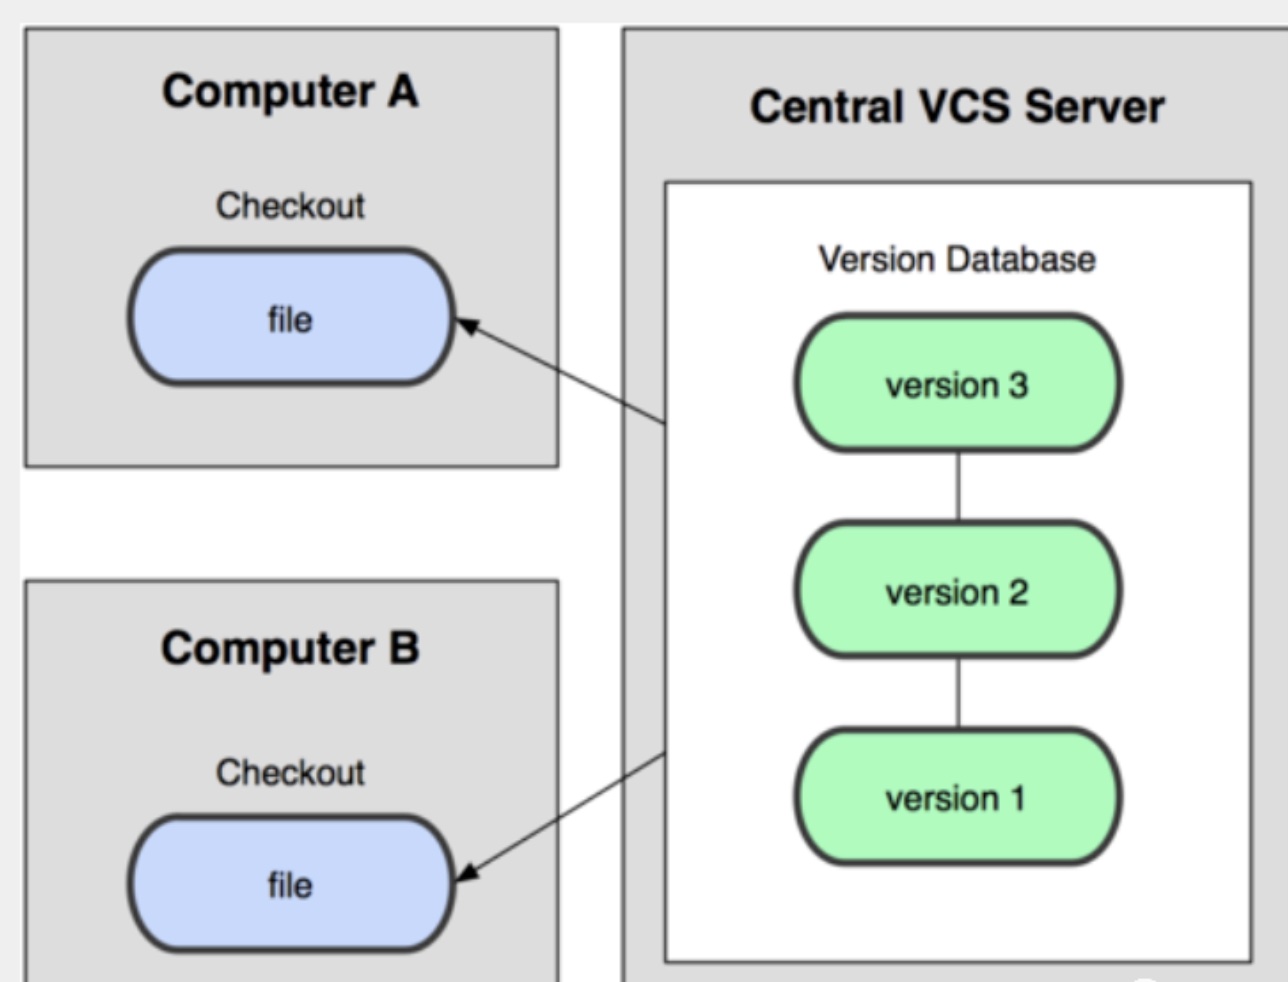 Computer A
Checkout
file
Central VCS Server
Version Database
version 3
version 2
version 1
Computer B
Checkout
file